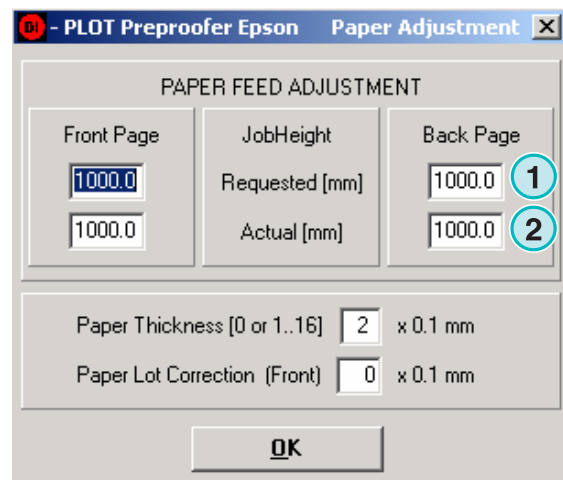 DI - PLOT Preproofer Epson Paper Adjustment
PAPER FEED ADJUSTMENT
Front Page JobHeight Back Page
1000.0 Requested [mm] 1000.0 1
1000.0 Actual [mm] 1000.0 2
Paper Thickness [0 or 1..16] 2 x 0.1 mm
Paper Lot Correction (Front) 0 x 0.1 mm
OK